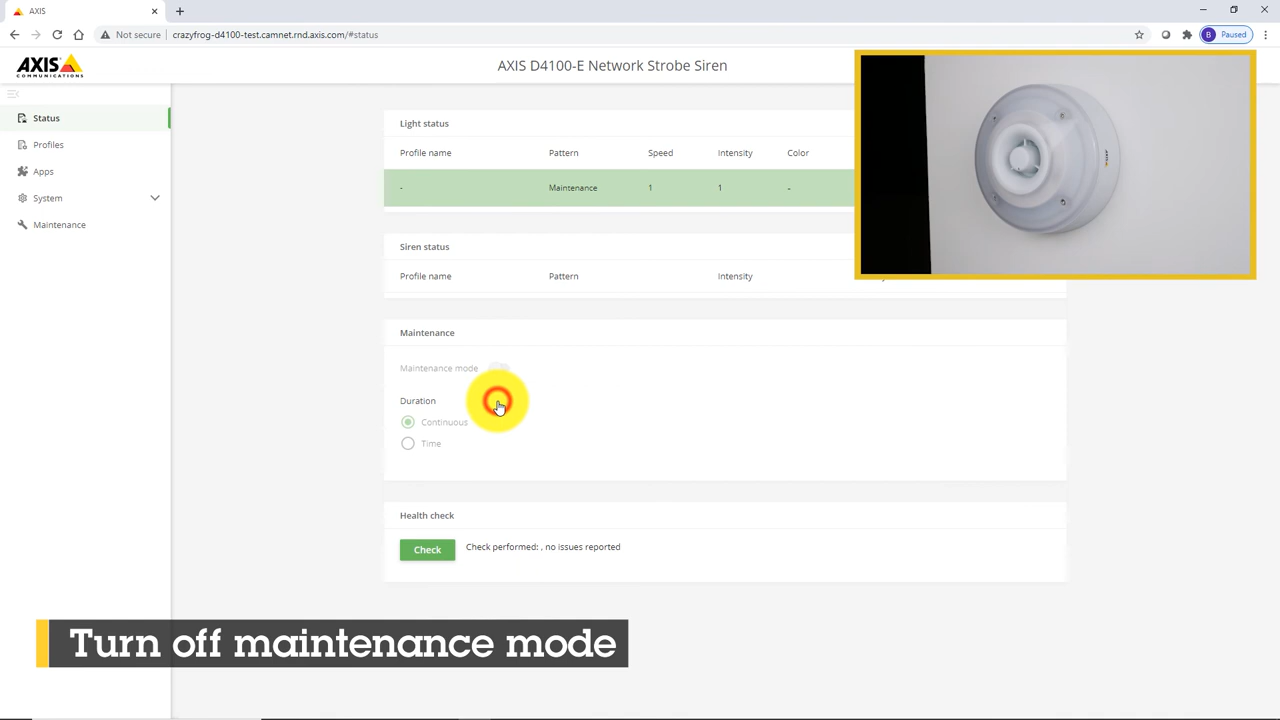 AXIS
Not secure
crazyfrog-d4100-test.camnet.rnd.axis.com/#status
B
Paused
AXIS
COMMUNICATIONS
AXIS D4100-E Network Strobe Siren
Status
Profiles
Apps
System
Maintenance
Light status
Profile name Pattern Speed Intensity Color
- Maintenance 1 1 -
Siren status
Profile name Pattern Intensity
Maintenance
Maintenance mode
Duration
Continuous
Time
Health check
Check
Check performed: , no issues reported
Turn off maintenance mode